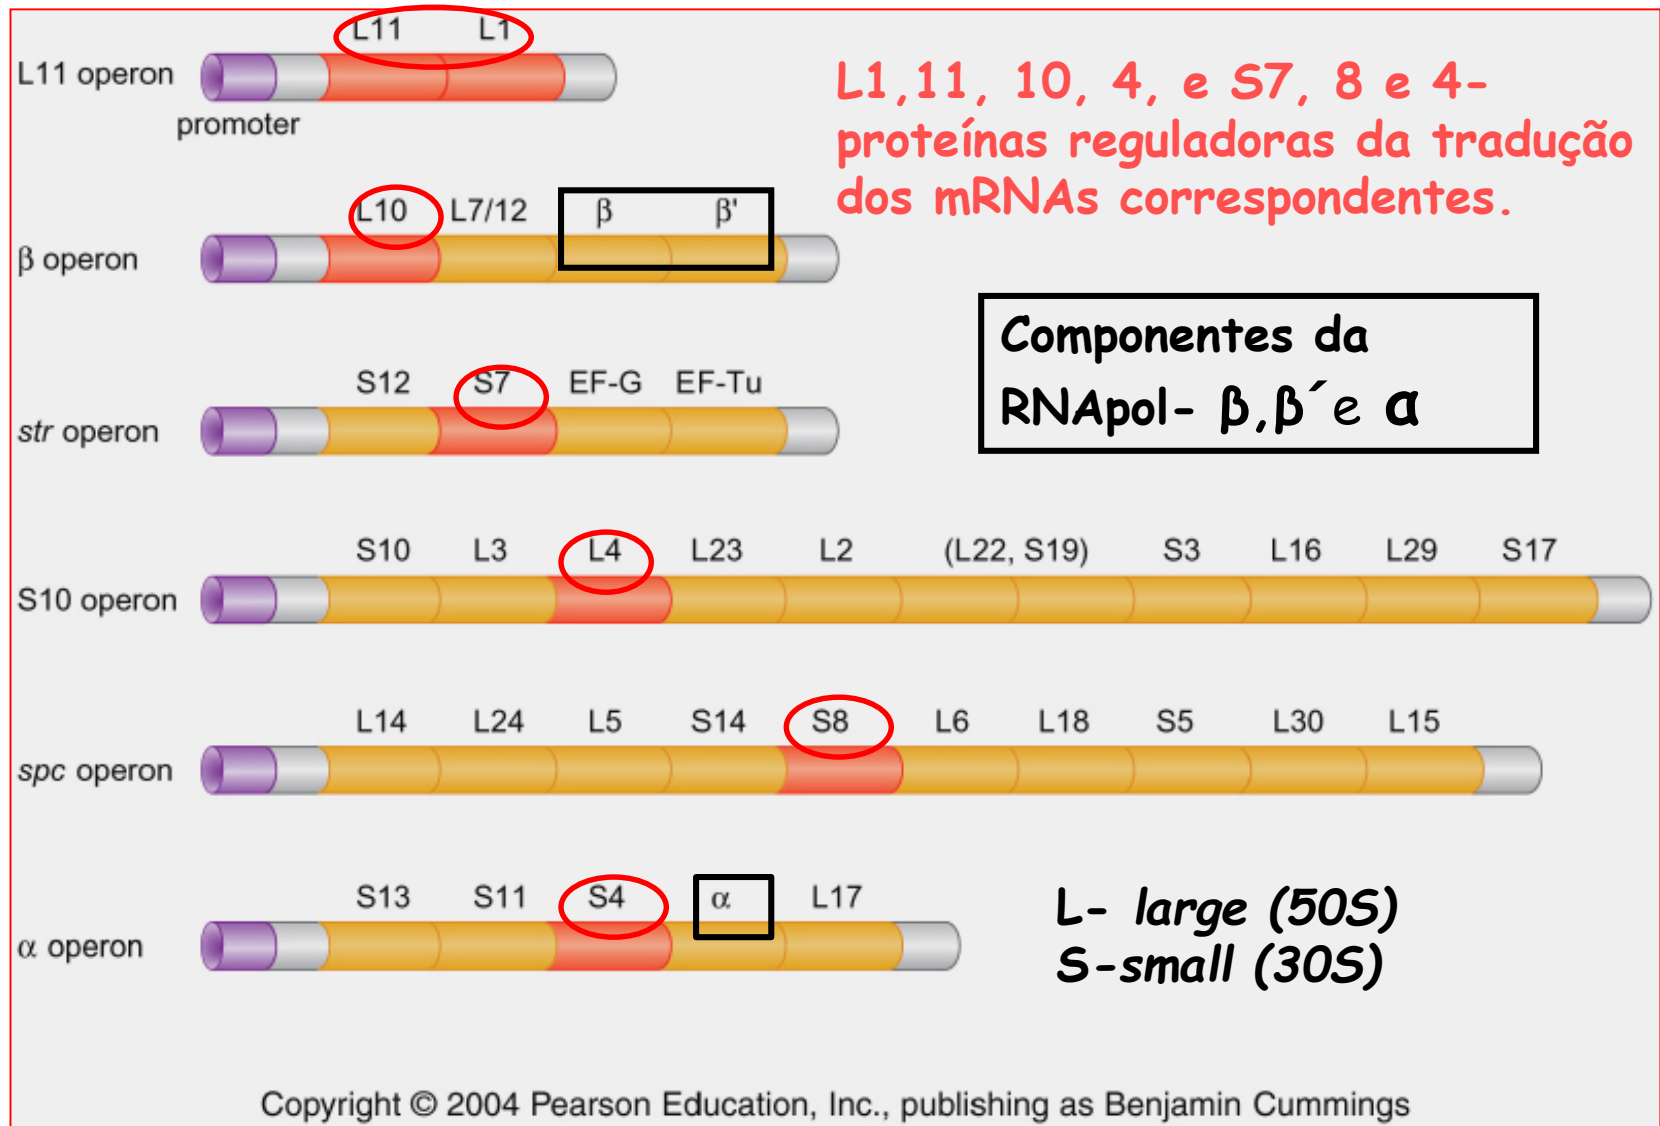 L11 L1
L11 operon
promoter
L1,11, 10, 4, e S7, 8 e 4-
proteínas reguladoras da tradução
dos mRNAs correspondentes.
L10 L7/12 β β'
β operon
Componentes da
RNApol- β,β´e α
S12 S7 EF-G EF-Tu
str operon
S10 L3 L4 L23 L2 (L22, S19) S3 L16 L29 S17
S10 operon
L14 L24 L5 S14 S8 L6 L18 S5 L30 L15
spc operon
S13 S11 S4 α L17
α operon
L- large (50S)
S-small (30S)
Copyright © 2004 Pearson Education, Inc., publishing as Benjamin Cummings